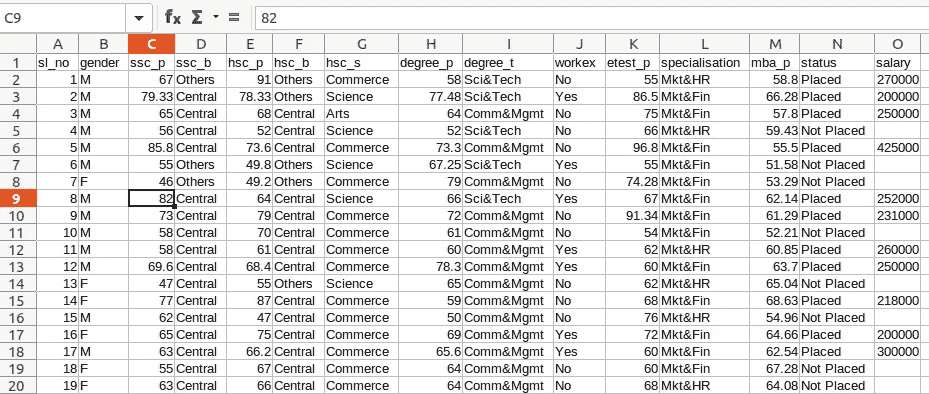 C9 fx Σ = 82
A B C D E F G H I J K L M N O
1 sl_no gender ssc_p ssc_b hsc_p hsc_b hsc_s degree_p degree_t workex etest_p specialisation mba_p status salary
2 1 M 67 Others 91 Others Commerce 58 Sci&Tech No 55 Mkt&HR 58.8 Placed 270000
3 2 M 79.33 Central 78.33 Others Science 77.48 Sci&Tech Yes 86.5 Mkt&Fin 66.28 Placed 200000
4 3 M 65 Central 68 Central Arts 64 Comm&Mgmt No 75 Mkt&Fin 57.8 Placed 250000
5 4 M 56 Central 52 Central Science 52 Sci&Tech No 66 Mkt&HR 59.43 Not Placed
6 5 M 85.8 Central 73.6 Central Commerce 73.3 Comm&Mgmt No 96.8 Mkt&Fin 55.5 Placed 425000
7 6 M 55 Others 49.8 Others Science 67.25 Sci&Tech Yes 55 Mkt&Fin 51.58 Not Placed
8 7 F 46 Others 49.2 Others Commerce 79 Comm&Mgmt No 74.28 Mkt&Fin 53.29 Not Placed
9 8 M 82 Central 64 Central Science 66 Sci&Tech Yes 67 Mkt&Fin 62.14 Placed 252000
10 9 M 73 Central 79 Central Commerce 72 Comm&Mgmt No 91.34 Mkt&Fin 61.29 Placed 231000
11 10 M 58 Central 70 Central Commerce 61 Comm&Mgmt No 54 Mkt&Fin 52.21 Not Placed
12 11 M 58 Central 61 Central Commerce 60 Comm&Mgmt Yes 62 Mkt&HR 60.85 Placed 260000
13 12 M 69.6 Central 68.4 Central Commerce 78.3 Comm&Mgmt Yes 60 Mkt&Fin 63.7 Placed 250000
14 13 F 47 Central 55 Others Science 65 Comm&Mgmt No 62 Mkt&HR 65.04 Not Placed
15 14 F 77 Central 87 Central Commerce 59 Comm&Mgmt No 68 Mkt&Fin 68.63 Placed 218000
16 15 M 62 Central 47 Central Commerce 50 Comm&Mgmt No 76 Mkt&HR 54.96 Not Placed
17 16 F 65 Central 75 Central Commerce 69 Comm&Mgmt Yes 72 Mkt&Fin 64.66 Placed 200000
18 17 M 63 Central 66.2 Central Commerce 65.6 Comm&Mgmt Yes 60 Mkt&Fin 62.54 Placed 300000
19 18 F 55 Central 67 Central Commerce 64 Comm&Mgmt No 60 Mkt&Fin 67.28 Not Placed
20 19 F 63 Central 66 Central Commerce 64 Comm&Mgmt No 68 Mkt&HR 64.08 Not Placed